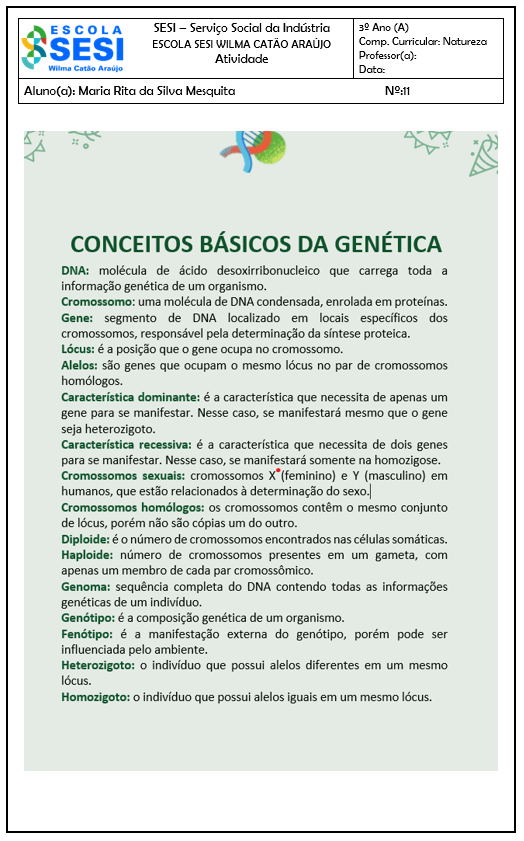 ESCOLA
SESI
Wilma Catão Araújo
SESI – Serviço Social da Indústria
ESCOLA SESI WILMA CATÃO ARAÚJO
Atividade
3º Ano (A)
Comp. Curricular: Natureza
Professor(a):
Data:
Aluno(a): Maria Rita da Silva Mesquita Nº:11
CONCEITOS BÁSICOS DA GENÉTICA
DNA: molécula de ácido desoxirribonucleico que carrega toda a
informação genética de um organismo.
Cromossomo: uma molécula de DNA condensada, enrolada em proteínas.
Gene: segmento de DNA localizado em locais específicos dos
cromossomos, responsável pela determinação da síntese proteica.
Lócus: é a posição que o gene ocupa no cromossomo.
Alelos: são genes que ocupam o mesmo lócus no par de cromossomos
homólogos.
Característica dominante: é a característica que necessita de apenas um
gene para se manifestar. Nesse caso, se manifestará mesmo que o gene
seja heterozigoto.
Característica recessiva: é a característica que necessita de dois genes
para se manifestar. Nesse caso, se manifestará somente na homozigose.
Cromossomos sexuais: cromossomos X (feminino) e Y (masculino) em
humanos, que estão relacionados à determinação do sexo.
Cromossomos homólogos: os cromossomos contêm o mesmo conjunto
de lócus, porém não são cópias um do outro.
Diploide: é o número de cromossomos encontrados nas células somáticas.
Haploide: número de cromossomos presentes em um gameta, com
apenas um membro de cada par cromossômico.
Genoma: sequência completa do DNA contendo todas as informações
genéticas de um indivíduo.
Genótipo: é a composição genética de um organismo.
Fenótipo: é a manifestação externa do genótipo, porém pode ser
influenciada pelo ambiente.
Heterozigoto: o indivíduo que possui alelos diferentes em um mesmo
lócus.
Homozigoto: o indivíduo que possui alelos iguais em um mesmo lócus.